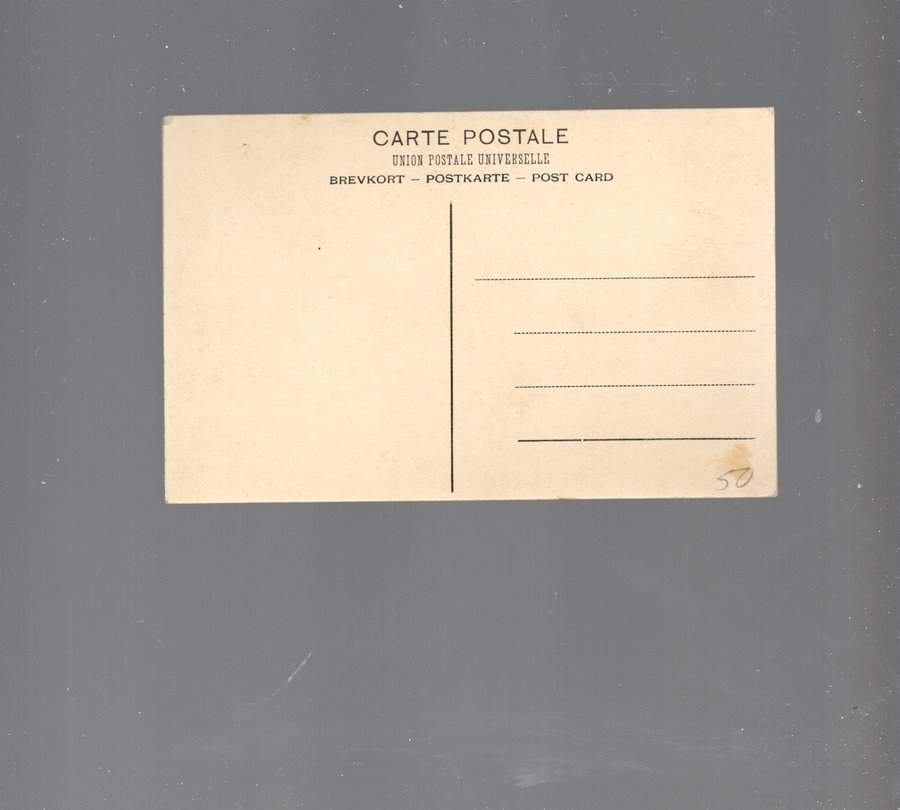 CARTE POSTALE
UNION POSTALE UNIVERSELLE
BREVKORT – POSTKARTE – POST CARD
50